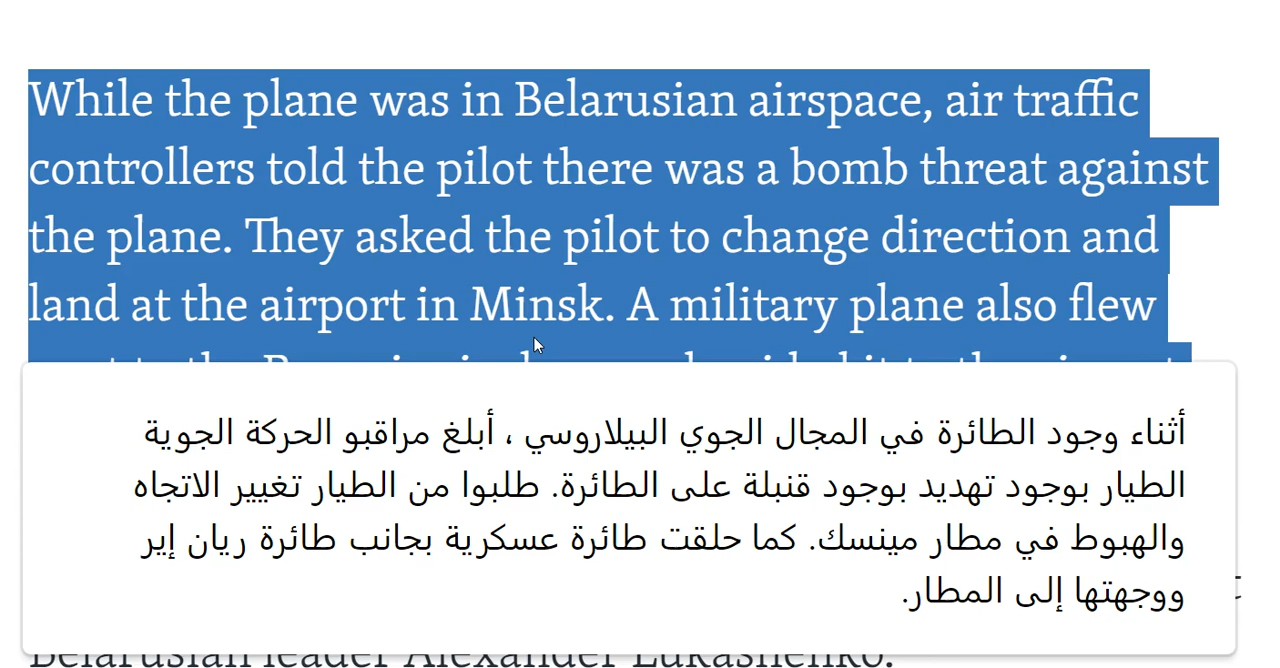 While the plane was in Belarusian airspace, air traffic
controllers told the pilot there was a bomb threat against
the plane. They asked the pilot to change direction and
land at the airport in Minsk. A military plane also flew
أثناء وجود الطائرة في المجال الجوي البيلاروسي ، أبلغ مراقبو الحركة الجوية
الطيار بوجود تهديد بوجود قنبلة على الطائرة. طلبوا من الطيار تغيير الاتجاه
والهبوط في مطار مينسك. كما حلقت طائرة عسكرية بجانب طائرة ريان إير
ووجهتها إلى المطار.
Belarusian leader Alexander Lukashenko.